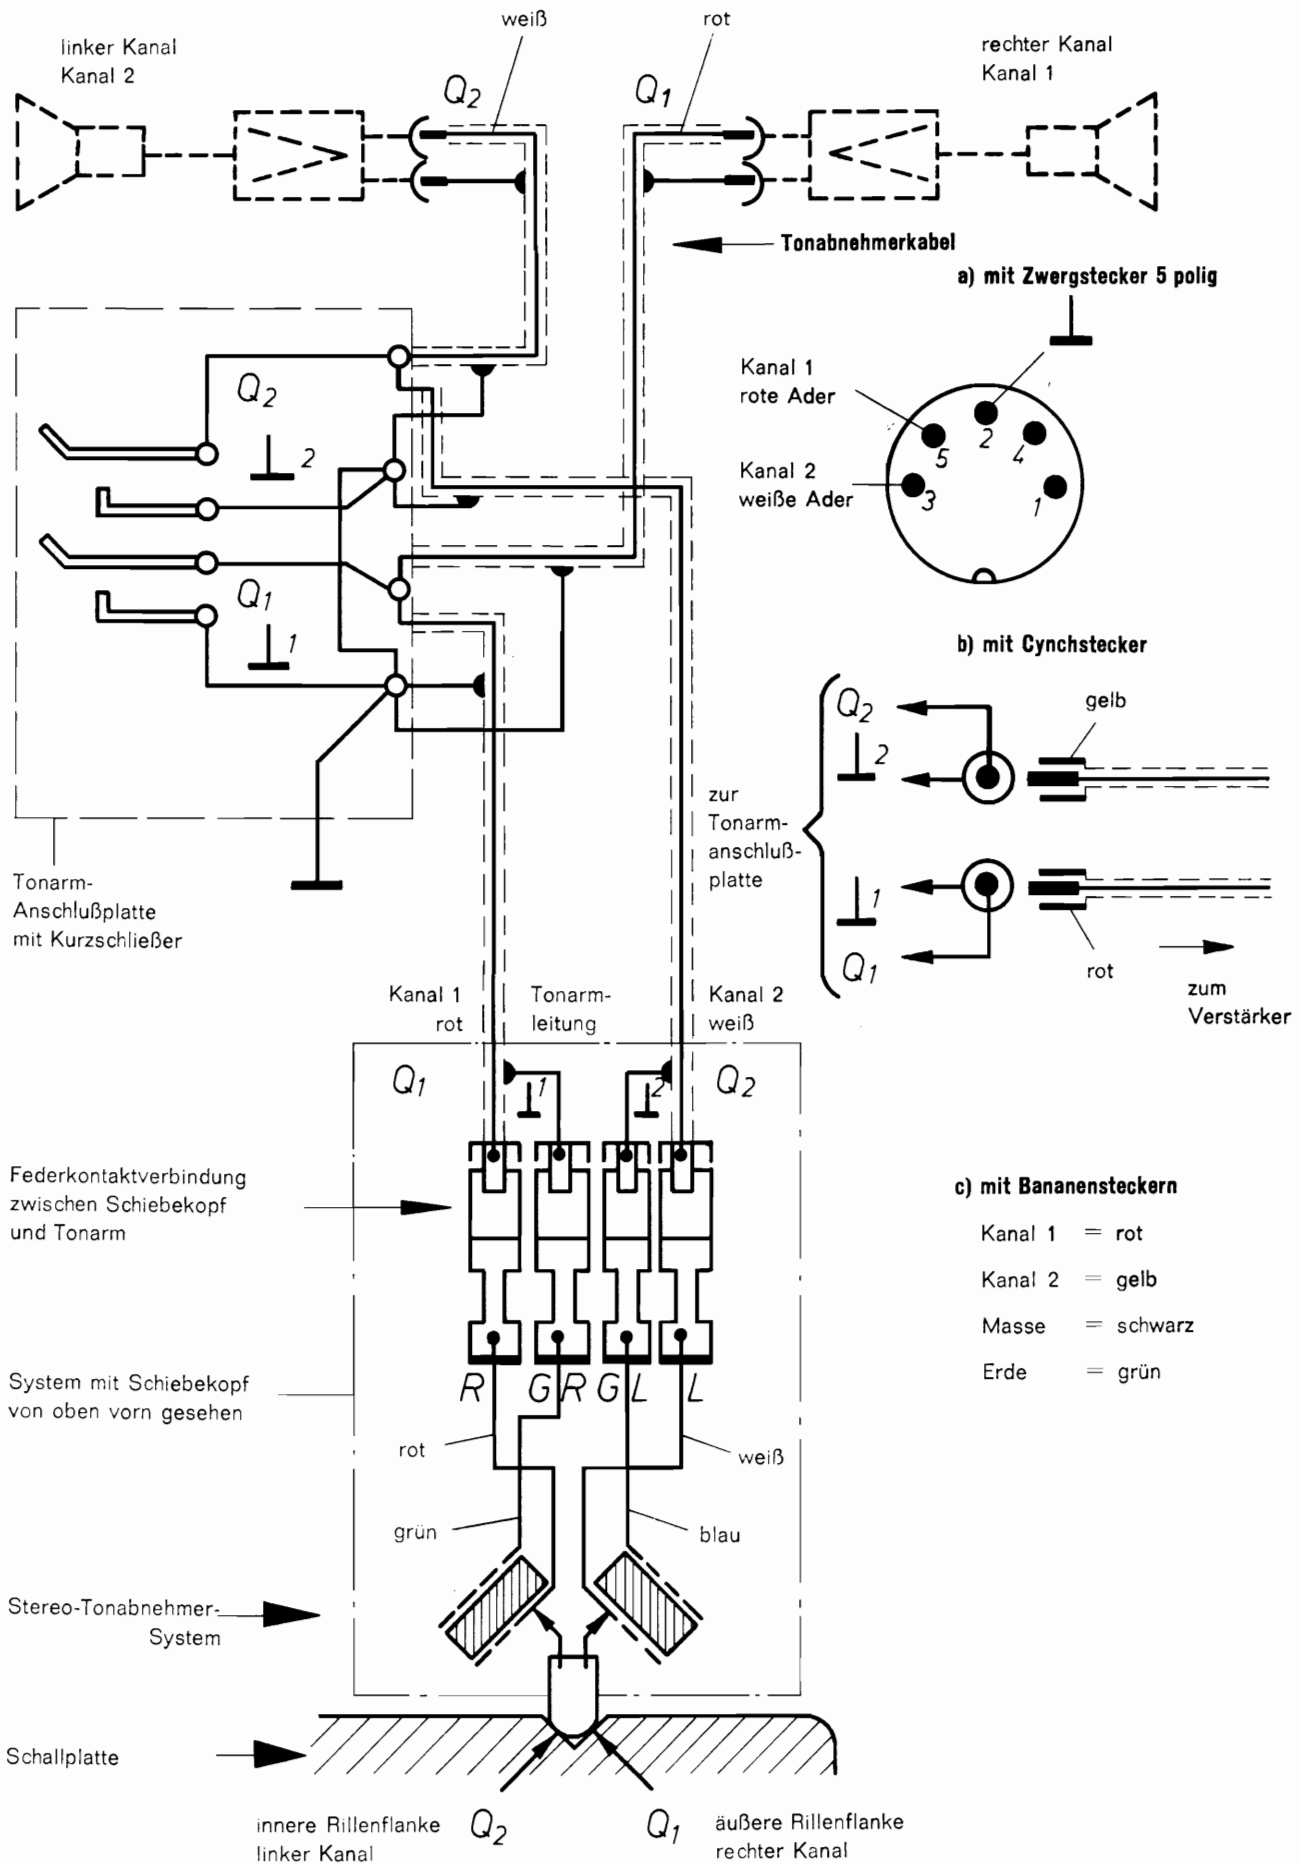 weiß
rot
linker Kanal
Kanal 2
rechter Kanal
Kanal 1
Q2
Q1
Tonabnehmerkabel
a) mit Zwergstecker 5 polig
Kanal 1
rote Ader
Kanal 2
weiße Ader
2
5
4
3
1
Q2
2
Q1
1
b) mit Cynchstecker
Q2
2
gelb
zur
Tonarm-
anschluß-
platte
1
Q1
rot
zum
Verstärker
Tonarm-
Anschlußplatte
mit Kurzschließer
Kanal 1
rot
Tonarm-
leitung
Kanal 2
weiß
Q1
1
2
Q2
Federkontaktverbindung
zwischen Schiebekopf
und Tonarm
c) mit Bananensteckern
Kanal 1 = rot
Kanal 2 = gelb
Masse = schwarz
Erde = grün
System mit Schiebekopf
von oben vorn gesehen
R GR GL L
rot
weiß
grün
blau
Stereo-Tonabnehmer-
System
Schallplatte
innere Rillenflanke
linker Kanal
Q2
Q1
äußere Rillenflanke
rechter Kanal